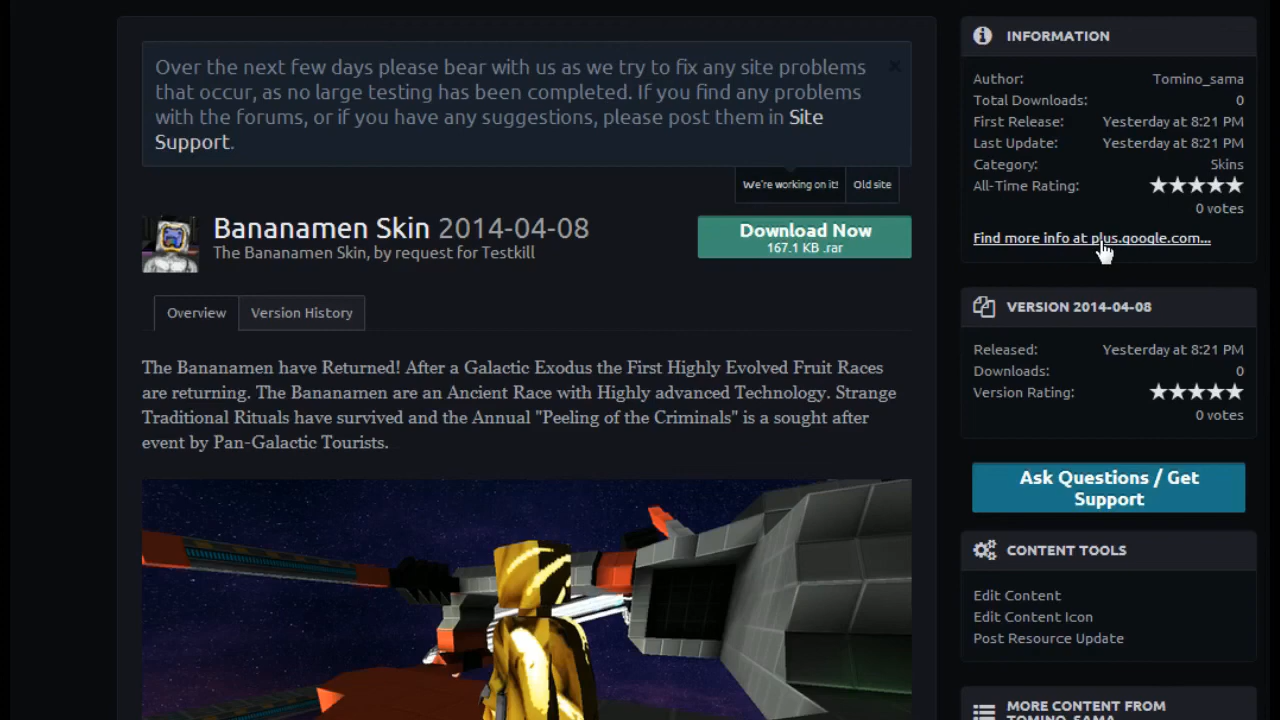 Over the next few days please bear with us as we try to fix any site problems
that occur, as no large testing has been completed. If you find any problems
with the forums, or if you have any suggestions, please post them in Site
Support.
We're working on it!
Old site
Bananamen Skin 2014-04-08
The Bananamen Skin, by request for Testkill
Download Now
167.1 KB .rar
Overview
Version History
The Bananamen have Returned! After a Galactic Exodus the First Highly Evolved Fruit Races
are returning. The Bananamen are an Ancient Race with Highly advanced Technology. Strange
Traditional Rituals have survived and the Annual "Peeling of the Criminals" is a sought after
event by Pan-Galactic Tourists.
INFORMATION
Author: Tomino_sama
Total Downloads: 0
First Release: Yesterday at 8:21 PM
Last Update: Yesterday at 8:21 PM
Category: Skins
All-Time Rating: ★★★★★
0 votes
Find more info at plus.google.com...
VERSION 2014-04-08
Released: Yesterday at 8:21 PM
Downloads: 0
Version Rating: ★★★★★
0 votes
Ask Questions / Get
Support
CONTENT TOOLS
Edit Content
Edit Content Icon
Post Resource Update
MORE CONTENT FROM
TOMINO_SAMA